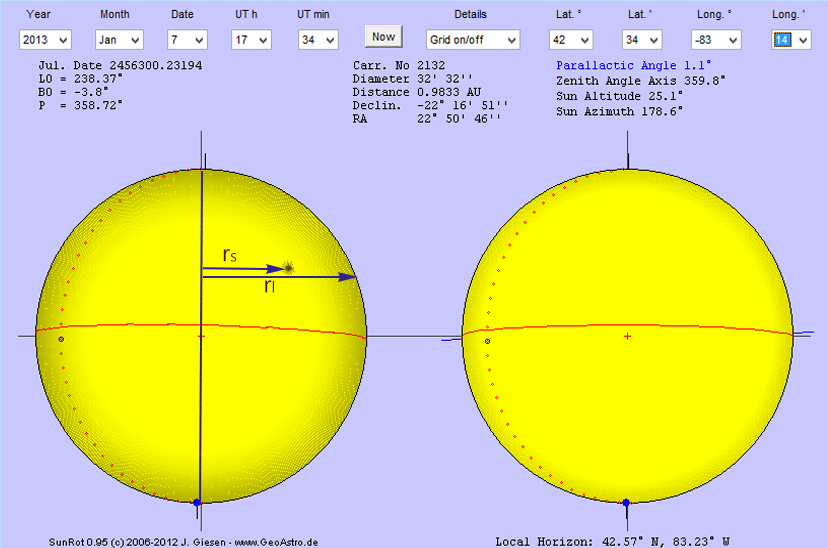 Year Month Date UT h UT min Details Lat. ° Lat. ' Long. ° Long. '
2013 Jan 7 17 34 Now Grid on/off 42 34 -83 14
Jul. Date 2456300.23194
LO = 238.37°
BO = -3.8°
P = 358.72°
Carr. No 2132
Diameter 32' 32''
Distance 0.9833 AU
Declin. -22° 16' 51''
RA 22° 50' 46''
Parallactic Angle 1.1°
Zenith Angle Axis 359.8°
Sun Altitude 25.1°
Sun Azimuth 178.6°
rs
rl
SunRot 0.95 (c) 2006-2012 J. Giesen - www.GeoAstro.de
Local Horizon: 42.57° N, 83.23° W